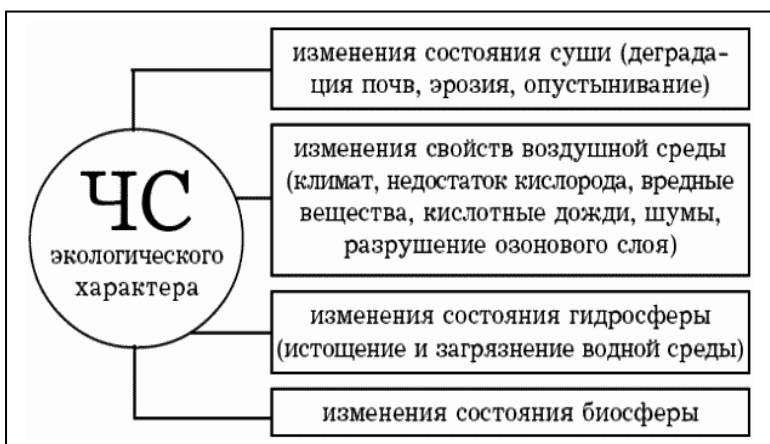 ЧС
экологического
характера
изменения состояния суши (деграда-
ция почв, эрозия, опустынивание)
изменения свойств воздушной среды
(климат, недостаток кислорода, вредные
вещества, кислотные дожди, шумы,
разрушение озонового слоя)
изменения состояния гидросферы
(истощение и загрязнение водной среды)
изменения состояния биосферы